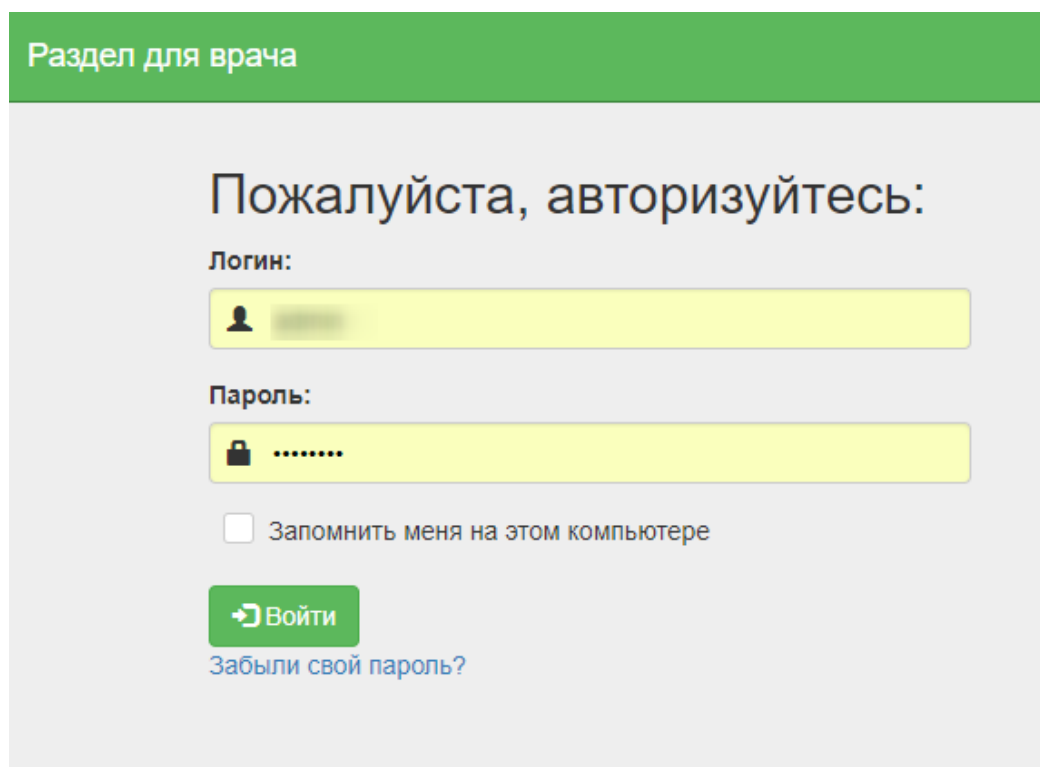 Раздел для врача
Пожалуйста, авторизуйтесь:
Логин:
Пароль:
••••••••
Запомнить меня на этом компьютере
Войти
Забыли свой пароль?